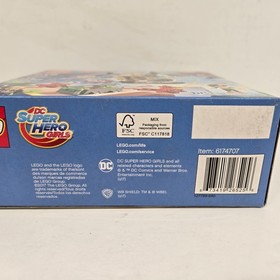 DC
SUPER
HERO
GIRLS
FSC
MIX
Packaging from
responsible sources
FSC® C117818
LEGO.com/life
LEGO.com/service
Item: 6174707
LEGO and the LEGO logo
are trademarks of the/sont
des marques de commerce
du/son marcas registradas
de LEGO Group.
©2017 The LEGO Group.
All rights reserved/Tous droits
réservés/Todos los derechos
reservados.
DC
DC SUPER HERO GIRLS and all
related characters and elements
© & ™ DC Comics and Warner Bros.
Entertainment Inc.
(s17)
WB SHIELD: ™ & © WBEI.
(s17)